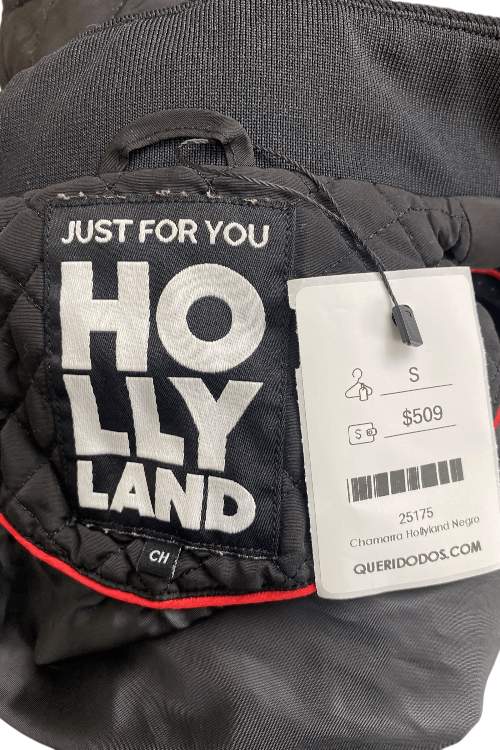 JUST FOR YOU
HO
LLY
LAND
CH
S
$509
25175
Chamarra Hollyland Negro
QUERIDODOS.COM